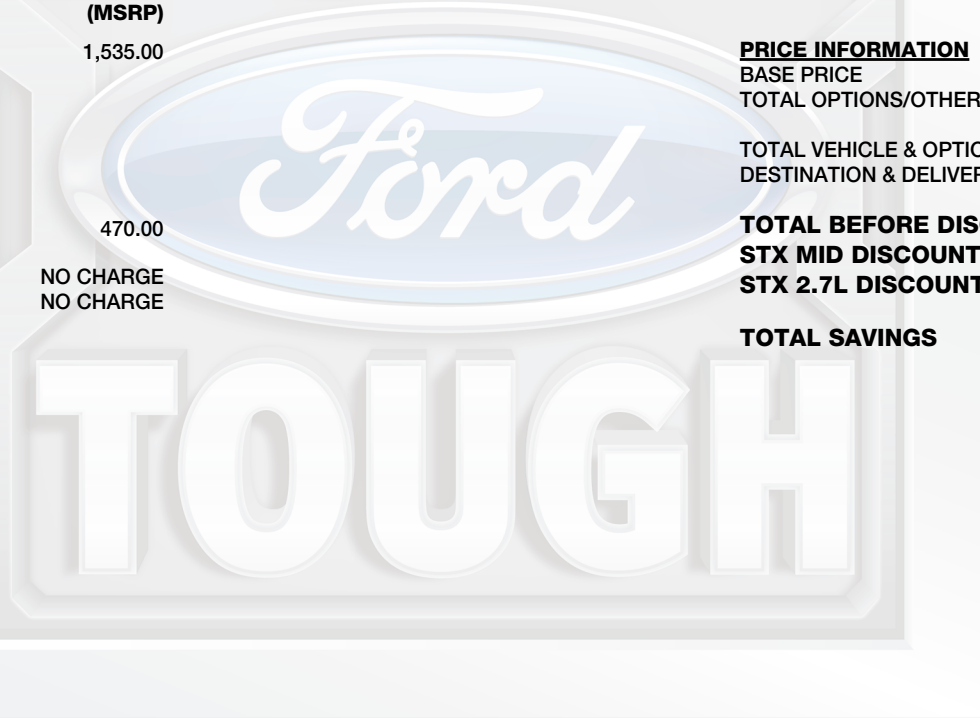 (MSRP)
1,535.00
470.00
NO CHARGE
NO CHARGE
PRICE INFORMATION
BASE PRICE
TOTAL OPTIONS/OTHER
TOTAL VEHICLE & OPTIO
DESTINATION & DELIVER
TOTAL BEFORE DIS
STX MID DISCOUNT
STX 2.7L DISCOUNT
TOTAL SAVINGS
Ford
TOUGH